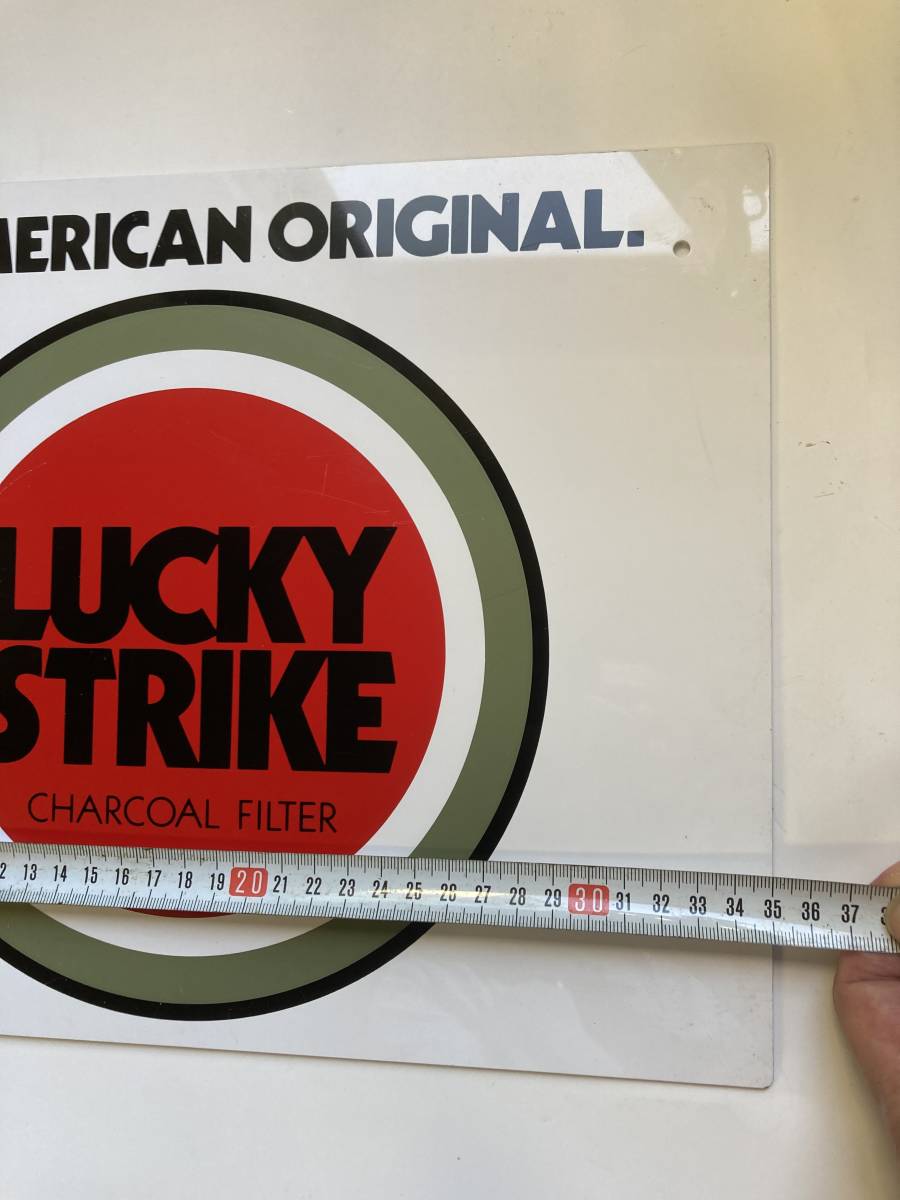 MERICAN ORIGINAL.
LUCKY
STRIKE
CHARCOAL FILTER
2 13 14 15 16 17 18 19 20 21 22 23 24 25 26 27 28 29 30 31 32 33 34 35 36 37